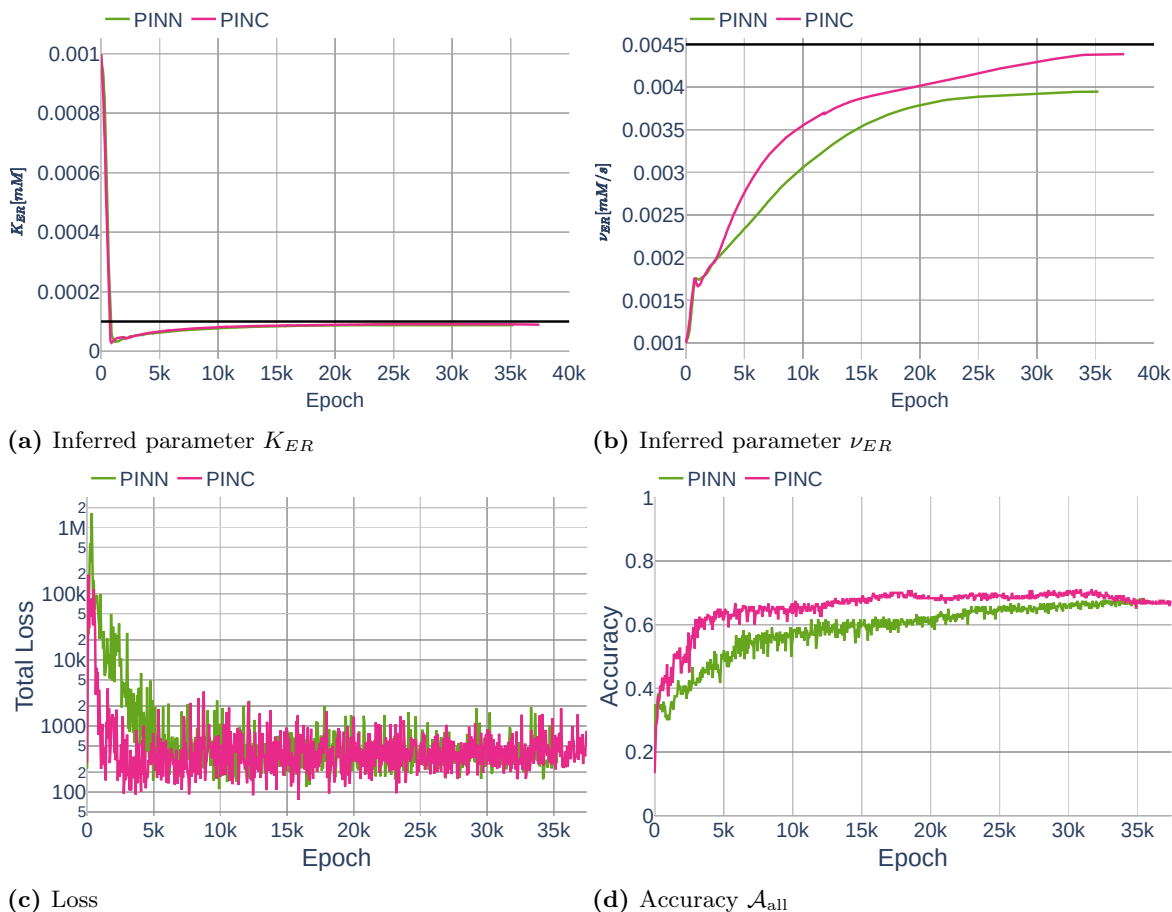 PINN PINC
0.001
0.0008
0.0006
0.0004
0.0002
0
K_ER[mM]
0 5k 10k 15k 20k 25k 30k 35k 40k
Epoch
(a) Inferred parameter K_ER
PINN PINC
0.0045
0.004
0.0035
0.003
0.0025
0.002
0.0015
0.001
ν_ER[mM/s]
0 5k 10k 15k 20k 25k 30k 35k 40k
Epoch
(b) Inferred parameter ν_ER
PINN PINC
2
1M
5
2
100k
5
2
10k
5
2
1000
5
2
100
5
Total Loss
0 5k 10k 15k 20k 25k 30k 35k
Epoch
(c) Loss
PINN PINC
1
0.8
0.6
0.4
0.2
0
Accuracy
0 5k 10k 15k 20k 25k 30k 35k
Epoch
(d) Accuracy 𝒜_all